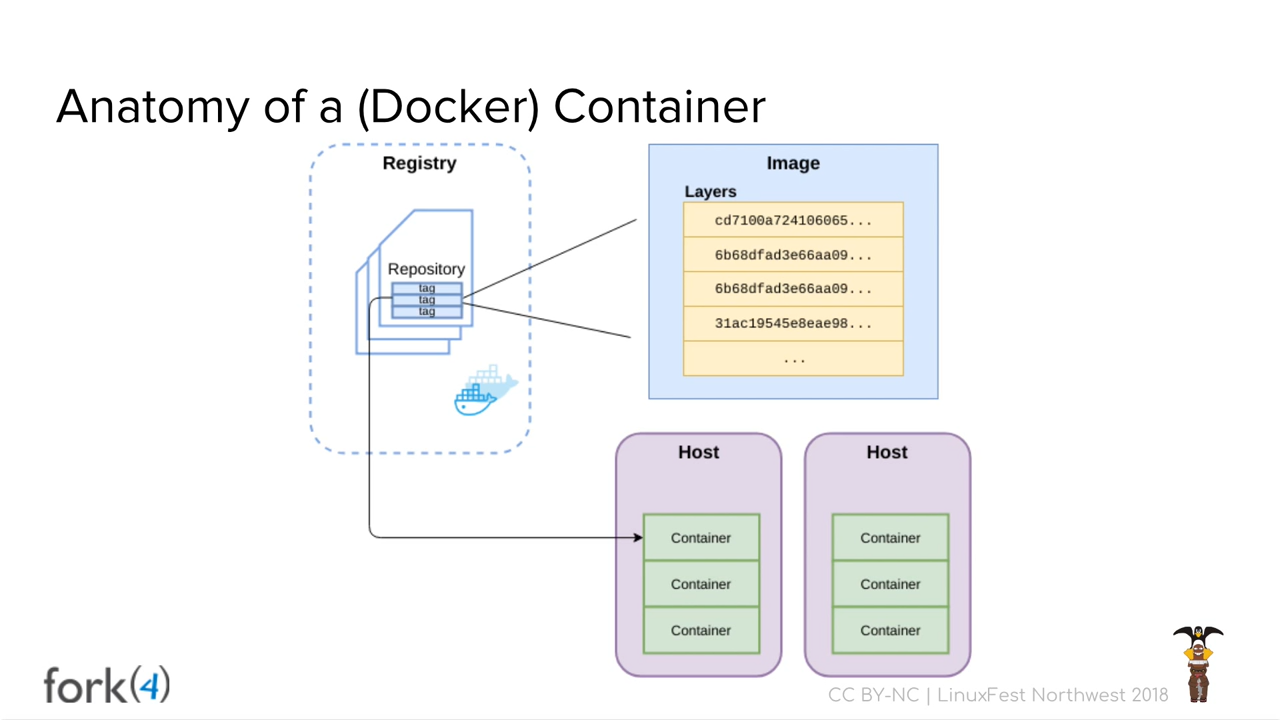 Anatomy of a (Docker) Container
Registry
Repository
tag
tag
tag
Image
Layers
cd7100a724106065...
6b68dfad3e66aa09...
6b68dfad3e66aa09...
31ac19545e8eae98...
...
Host
Container
Container
Container
Host
Container
Container
Container
fork(4)
CC BY-NC | LinuxFest Northwest 2018